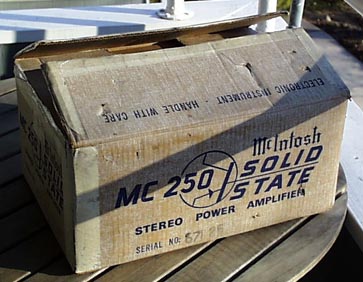 ELECTRONIC INSTRUMENT - HANDLE WITH CARE
McIntosh
MC 250 SOLID
STATE
STEREO POWER AMPLIFIER
SERIAL NO: